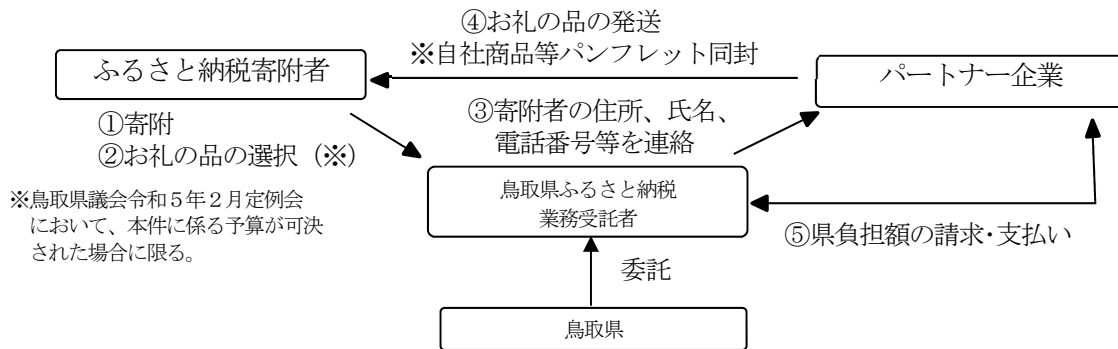 ④お礼の品の発送
※自社商品等パンフレット同封
ふるさと納税寄附者
パートナー企業
①寄附
②お礼の品の選択（※）
③寄附者の住所、氏名、
電話番号等を連絡
※鳥取県議会令和５年２月定例会
において、本件に係る予算が可決
された場合に限る。
鳥取県ふるさと納税
業務受託者
⑤県負担額の請求・支払い
委託
鳥取県